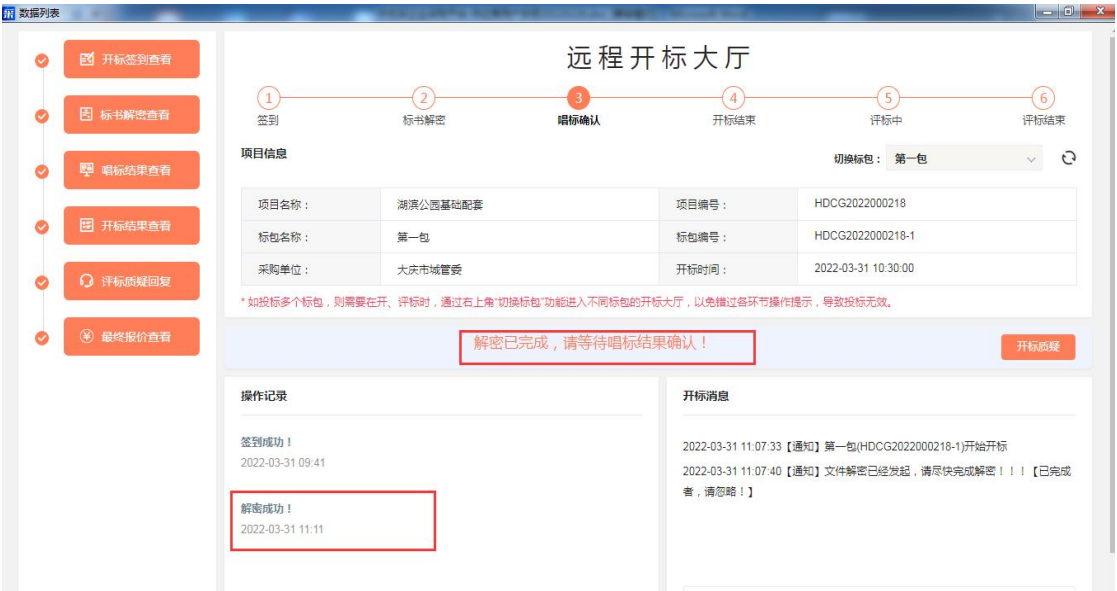 数据列表
开标签到查看
标书解密查看
唱标结果查看
开标结果查看
评标质疑回复
最终报价查看
远程开标大厅
1 2 3 4 5 6
签到 标书解密 唱标确认 开标结束 评标中 评标结束
项目信息 切换标包： 第一包
项目名称： 湖滨公园基础配套 项目编号： HDCG2022000218
标包名称： 第一包 标包编号： HDCG2022000218-1
采购单位： 大庆市城管委 开标时间： 2022-03-31 10:30:00
* 如投标多个标包，则需要在开、评标时，通过右上角“切换标包”功能进入不同标包的开标大厅，以免错过各环节操作提示，导致投标无效。
解密已完成，请等待唱标结果确认！ 开标质疑
操作记录
签到成功！
2022-03-31 09:41
解密成功！
2022-03-31 11:11
开标消息
2022-03-31 11:07:33【通知】第一包(HDCG2022000218-1)开始开标
2022-03-31 11:07:40【通知】文件解密已经发起，请尽快完成解密！！！【已完成
者，请忽略！】